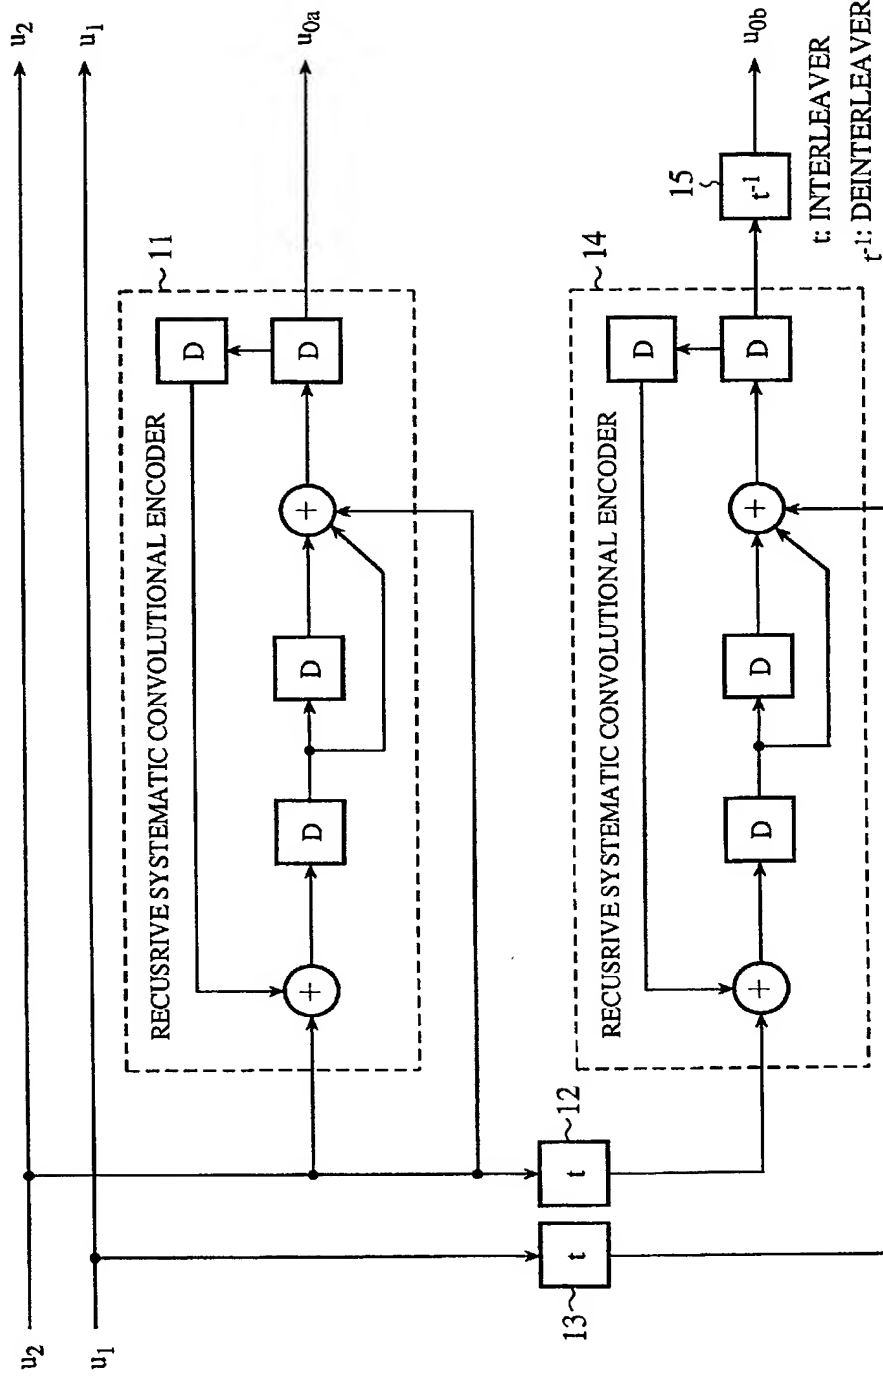 u2
u2
u1
u1
11
RECUSRIVE SYSTEMATIC CONVOLUTIONAL ENCODER
D
+
D
D
+
D
u0a
12
t
13
t
14
RECUSRIVE SYSTEMATIC CONVOLUTIONAL ENCODER
D
+
D
D
+
D
15
t-1
u0b
t: INTERLEAVER
t-1: DEINTERLEAVER